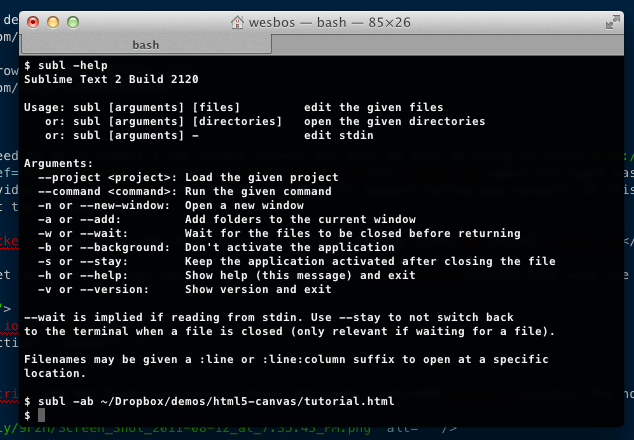 wesbos — bash — 85×26
bash
$ subl -help
Sublime Text 2 Build 2120
Usage: subl [arguments] [files]         edit the given files
   or: subl [arguments] [directories]   open the given directories
   or: subl [arguments] -               edit stdin
Arguments:
  --project <project>: Load the given project
  --command <command>: Run the given command
  -n or --new-window:  Open a new window
  -a or --add:         Add folders to the current window
  -w or --wait:        Wait for the files to be closed before returning
  -b or --background:  Don't activate the application
  -s or --stay:        Keep the application activated after closing the file
  -h or --help:        Show help (this message) and exit
  -v or --version:     Show version and exit
--wait is implied if reading from stdin. Use --stay to not switch back
to the terminal when a file is closed (only relevant if waiting for a file).
Filenames may be given a :line or :line:column suffix to open at a specific
location.
$ subl -ab ~/Dropbox/demos/html5-canvas/tutorial.html
$